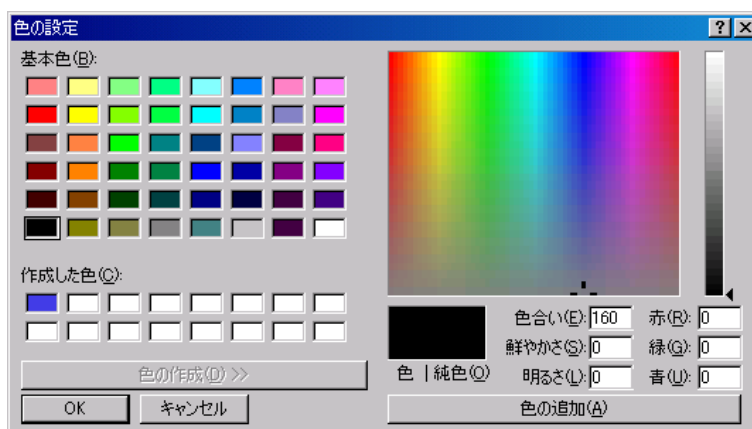 色の設定
基本色(B):
作成した色(C):
色の作成(D) >>
OK キャンセル
色 | 純色(O)
色合い(E): 160 赤(R): 0
鮮やかさ(S): 0 緑(G): 0
明るさ(L): 0 青(U): 0
色の追加(A)